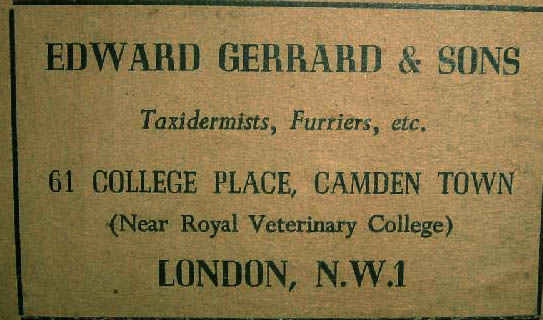 EDWARD GERRARD & SONS
Taxidermists, Furriers, etc.
61 COLLEGE PLACE, CAMDEN TOWN
(Near Royal Veterinary College)
LONDON, N.W.1